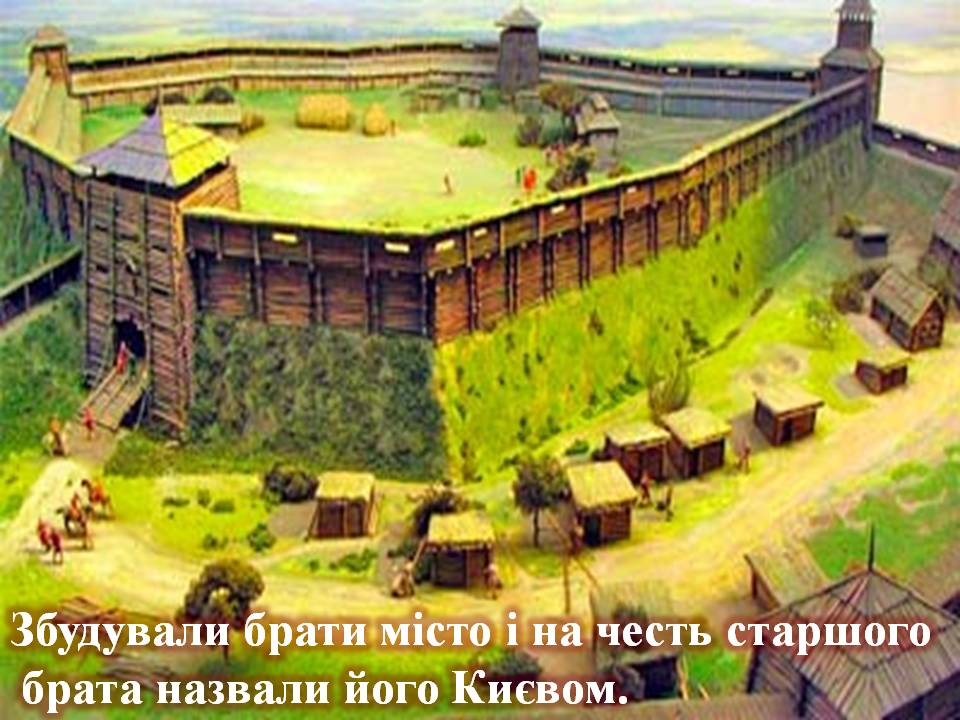 Збудували брати місто і на честь старшого
брата назвали його Києвом.